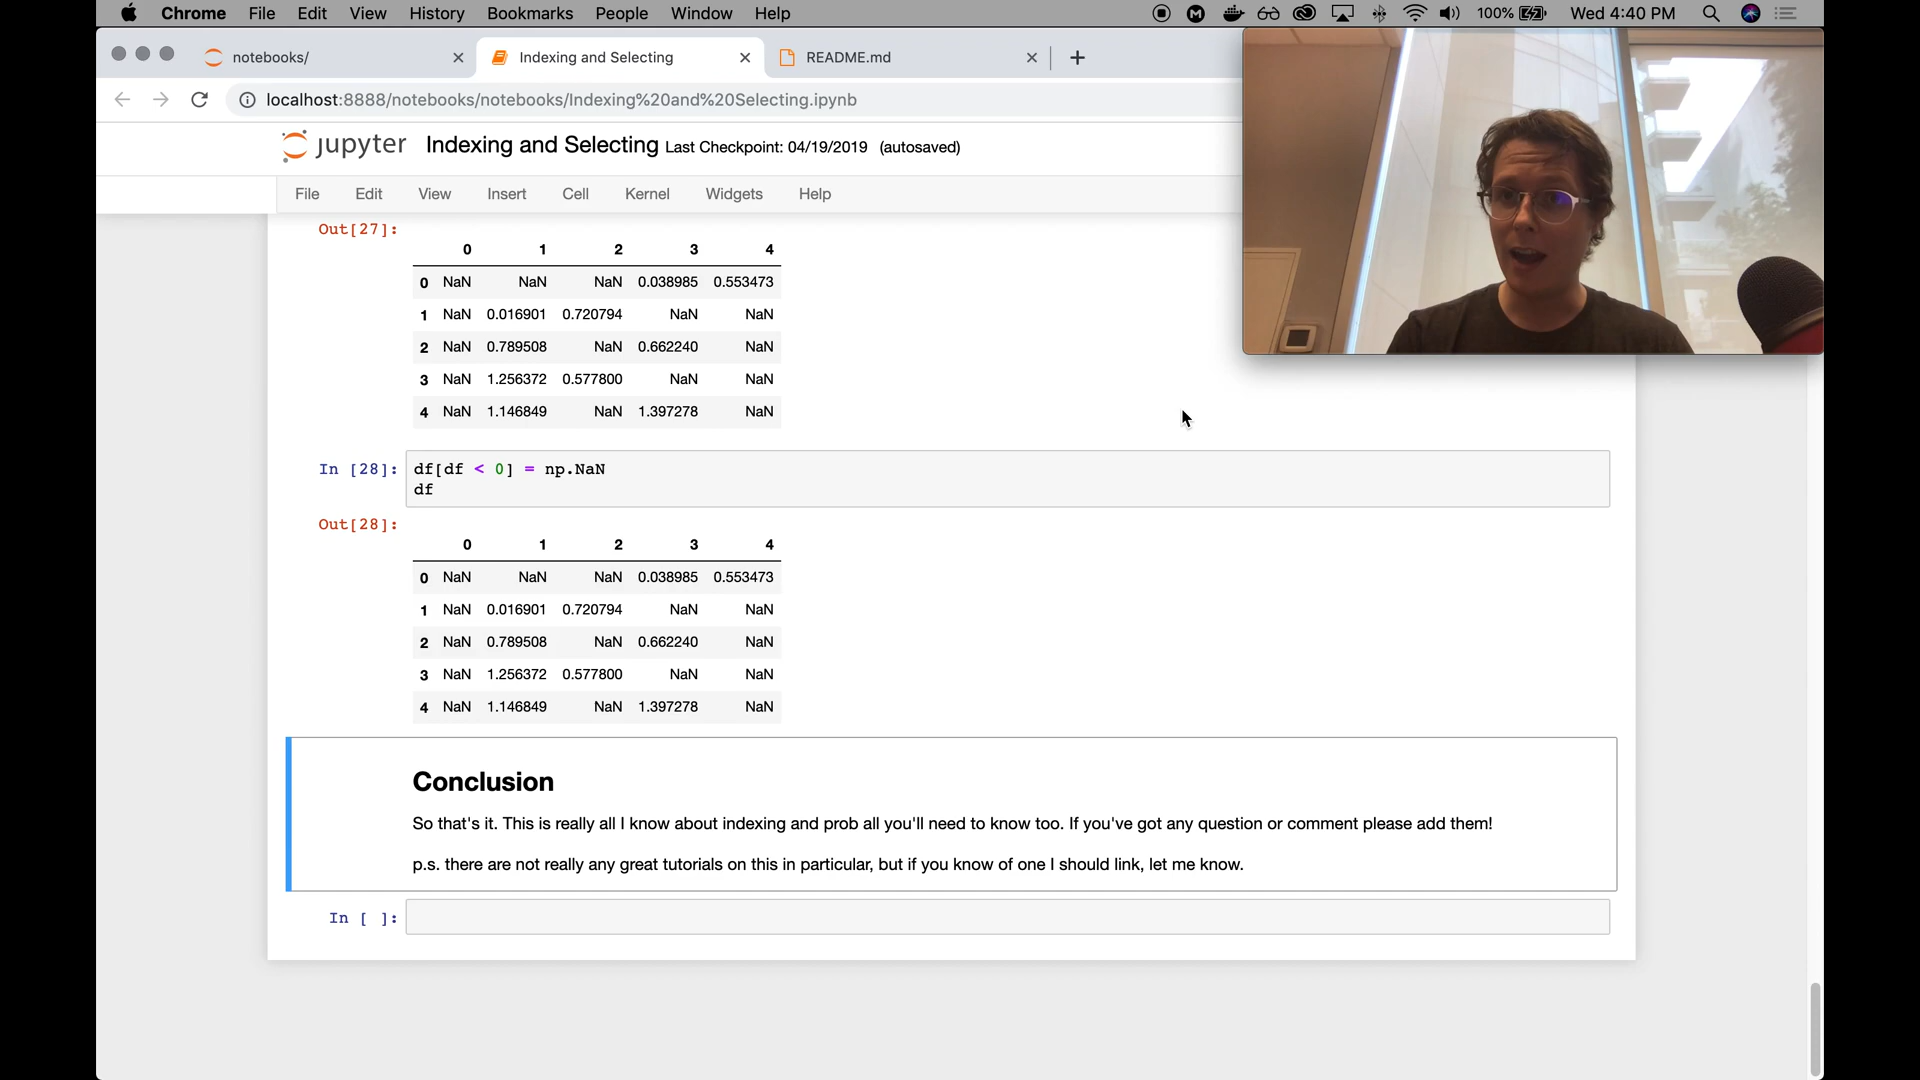 Chrome File Edit View History Bookmarks People Window Help 100% Wed 4:40 PM
notebooks/ Indexing and Selecting README.md
localhost:8888/notebooks/notebooks/Indexing%20and%20Selecting.ipynb
jupyter Indexing and Selecting Last Checkpoint: 04/19/2019 (autosaved)
File Edit View Insert Cell Kernel Widgets Help
Out[27]:
0 1 2 3 4
0 NaN NaN NaN 0.038985 0.553473
1 NaN 0.016901 0.720794 NaN NaN
2 NaN 0.789508 NaN 0.662240 NaN
3 NaN 1.256372 0.577800 NaN NaN
4 NaN 1.146849 NaN 1.397278 NaN
In [28]: df[df < 0] = np.NaN
df
Out[28]:
0 1 2 3 4
0 NaN NaN NaN 0.038985 0.553473
1 NaN 0.016901 0.720794 NaN NaN
2 NaN 0.789508 NaN 0.662240 NaN
3 NaN 1.256372 0.577800 NaN NaN
4 NaN 1.146849 NaN 1.397278 NaN
Conclusion
So that's it. This is really all I know about indexing and prob all you'll need to know too. If you've got any question or comment please add them!
p.s. there are not really any great tutorials on this in particular, but if you know of one I should link, let me know.
In [ ]: